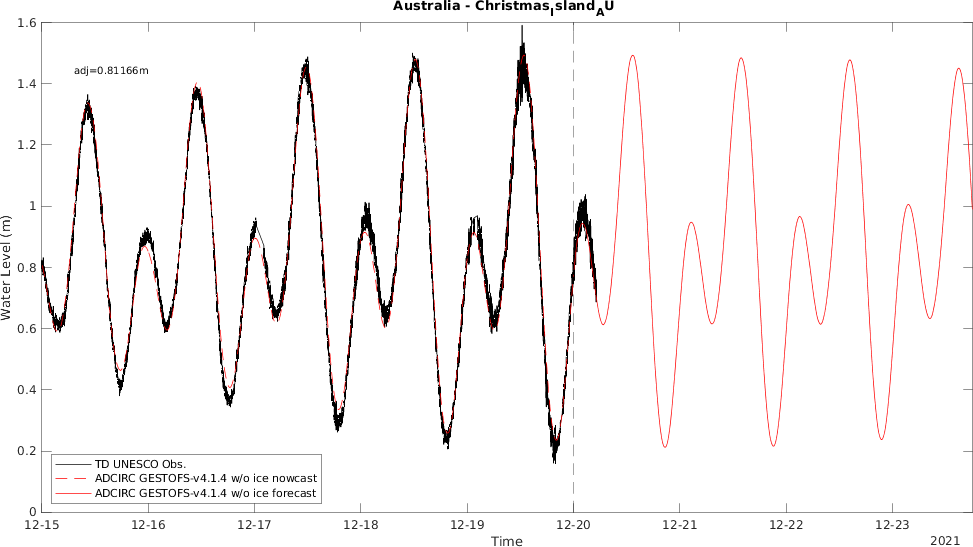 Australia - Christmas_Island_AU
adj=0.81166m
Water Level (m)
1.6
1.4
1.2
1
0.8
0.6
0.4
0.2
0
TD UNESCO Obs.
ADCIRC GESTOFS-v4.1.4 w/o ice nowcast
ADCIRC GESTOFS-v4.1.4 w/o ice forecast
12-15 12-16 12-17 12-18 12-19 12-20 12-21 12-22 12-23
Time
2021